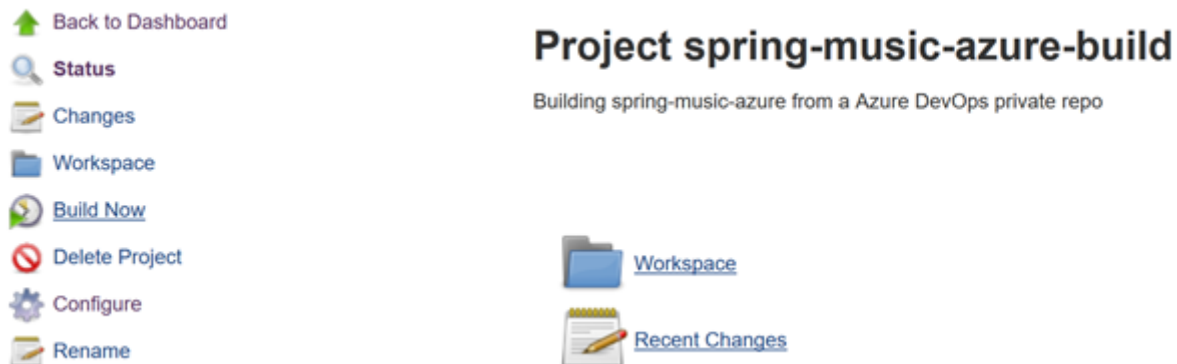 Back to Dashboard
Status
Changes
Workspace
Build Now
Delete Project
Configure
Rename
Project spring-music-azure-build
Building spring-music-azure from a Azure DevOps private repo
Workspace
Recent Changes